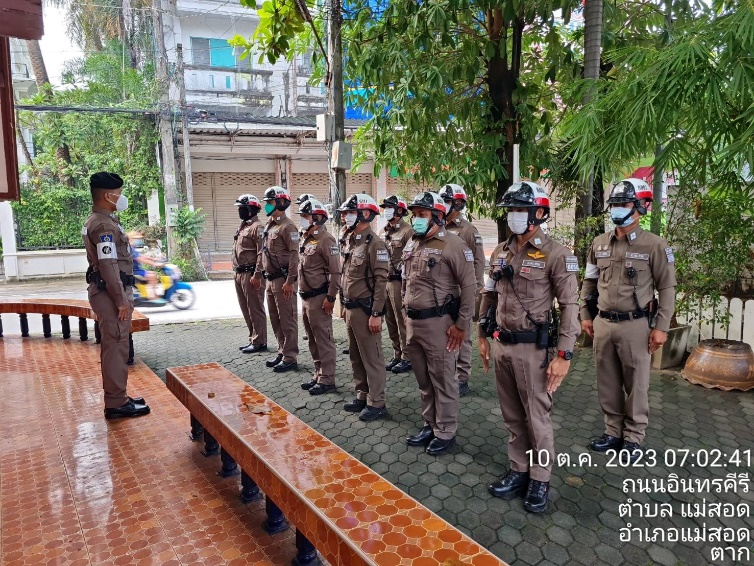 10 ต.ค. 2023 07:02:41
ถนนอินทรคีรี
ตำบล แม่สอด
อำเภอแม่สอด
ตาก